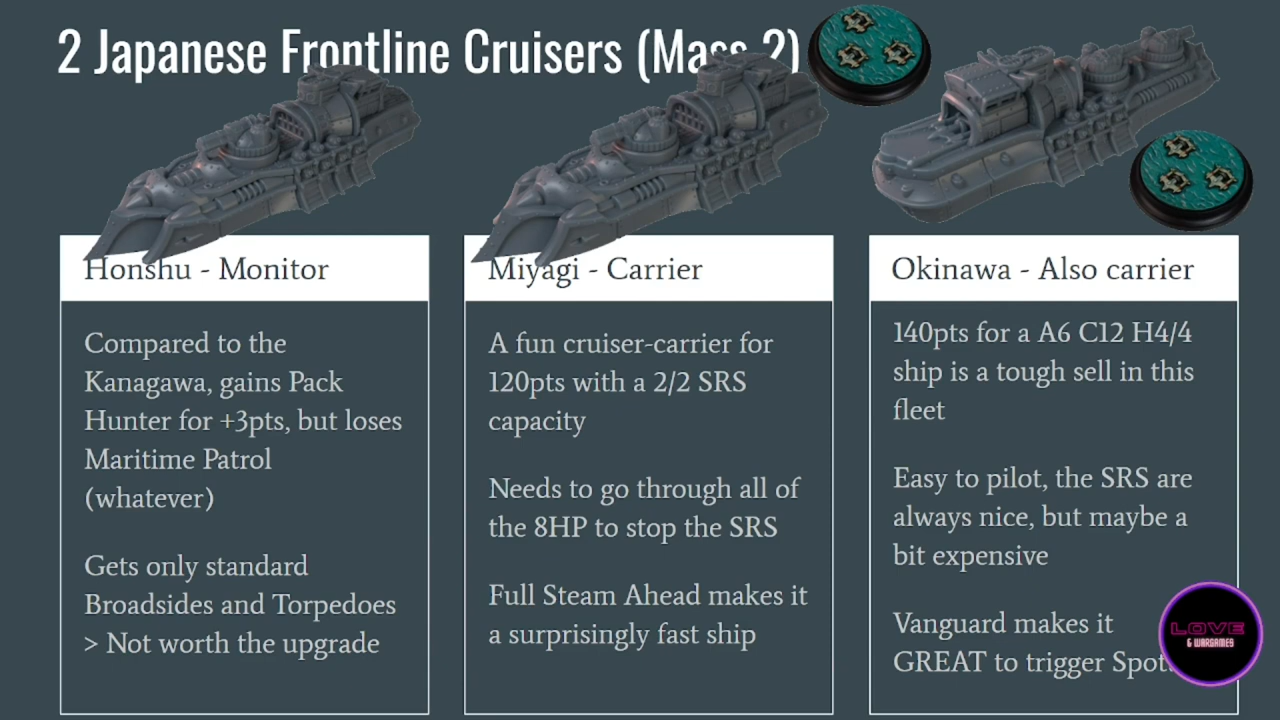 2 Japanese Frontline Cruisers (Mass 2)
Honshu - Monitor
Compared to the
Kanagawa, gains Pack
Hunter for +3pts, but loses
Maritime Patrol
(whatever)
Gets only standard
Broadsides and Torpedoes
> Not worth the upgrade
Miyagi - Carrier
A fun cruiser-carrier for
120pts with a 2/2 SRS
capacity
Needs to go through all of
the 8HP to stop the SRS
Full Steam Ahead makes it
a surprisingly fast ship
Okinawa - Also carrier
140pts for a A6 C12 H4/4
ship is a tough sell in this
fleet
Easy to pilot, the SRS are
always nice, but maybe a
bit expensive
Vanguard makes it
GREAT to trigger
LOVE
& WARGAMES